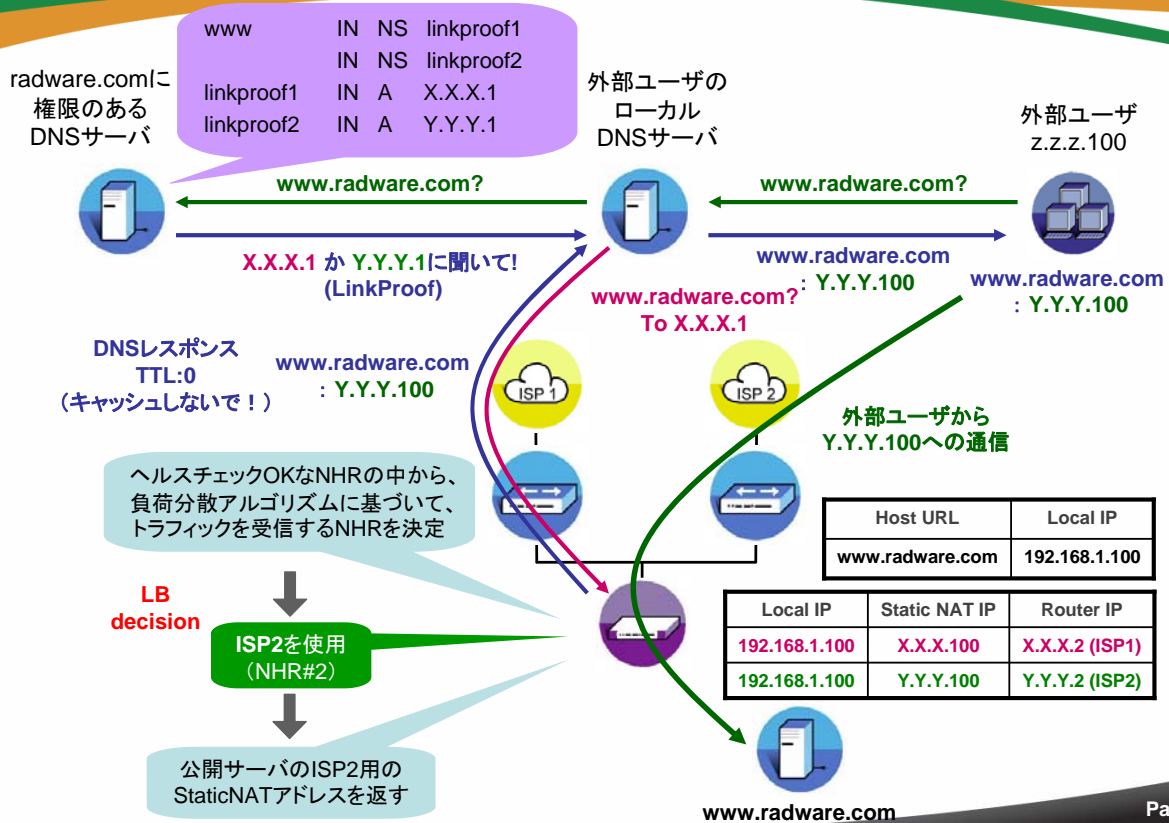 www IN NS linkproof1
IN NS linkproof2
linkproof1 IN A X.X.X.1
linkproof2 IN A Y.Y.Y.1
radware.comに
権限のある
DNSサーバ
外部ユーザの
ローカル
DNSサーバ
外部ユーザ
z.z.z.100
www.radware.com?
www.radware.com?
X.X.X.1 か Y.Y.Y.1に聞いて!
(LinkProof)
www.radware.com
: Y.Y.Y.100
www.radware.com
: Y.Y.Y.100
www.radware.com?
To X.X.X.1
DNSレスポンス
TTL:0
（キャッシュしないで！）
www.radware.com
: Y.Y.Y.100
ISP 1
ISP 2
外部ユーザから
Y.Y.Y.100への通信
ヘルスチェックOKなNHRの中から、
負荷分散アルゴリズムに基づいて、
トラフィックを受信するNHRを決定
LB
decision
ISP2を使用
（NHR#2）
公開サーバのISP2用の
StaticNATアドレスを返す
Host URL Local IP
www.radware.com 192.168.1.100
Local IP Static NAT IP Router IP
192.168.1.100 X.X.X.100 X.X.X.2 (ISP1)
192.168.1.100 Y.Y.Y.100 Y.Y.Y.2 (ISP2)
www.radware.com
Pa